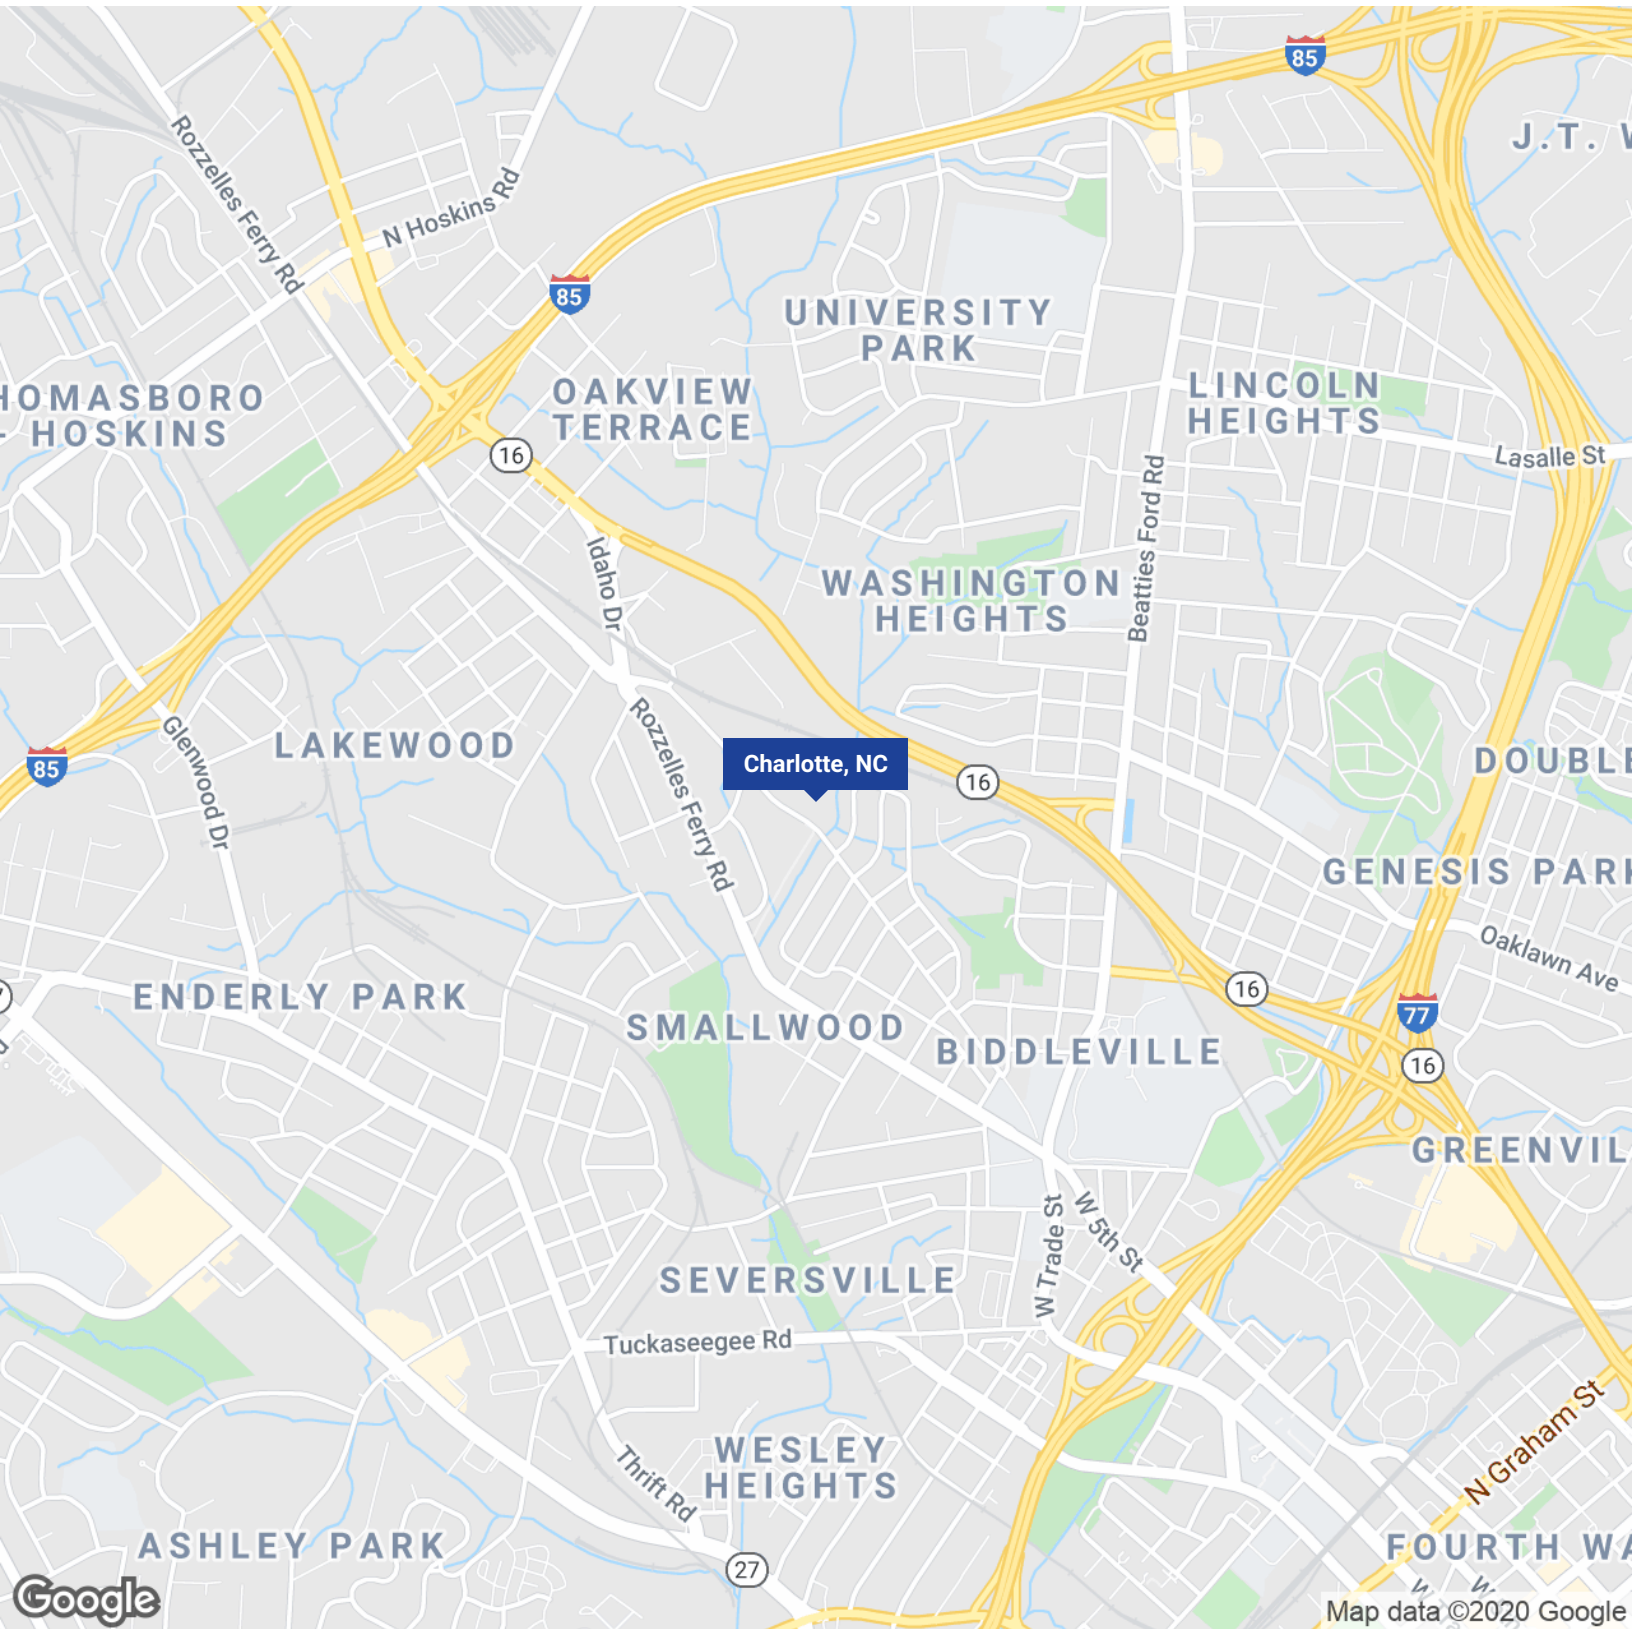 85
J.T. W
Rozzelles Ferry Rd
N Hoskins Rd
85
UNIVERSITY
PARK
OAKVIEW
TERRACE
LINCOLN
HEIGHTS
HOMASBORO
- HOSKINS
16
Lasalle St
Beatties Ford Rd
Idaho Dr
WASHINGTON
HEIGHTS
LAKEWOOD
Rozzelles Ferry Rd
Glenwood Dr
85
Charlotte, NC
16
DOUBLE
GENESIS PARK
Oaklawn Ave
ENDERLY PARK
16
77
SMALLWOOD
BIDDLEVILLE
16
GREENVIL
W Trade St
W 5th St
SEVERSVILLE
Tuckaseegee Rd
N Graham St
WESLEY
HEIGHTS
Thrift Rd
ASHLEY PARK
27
FOURTH WA
Google
Map data ©2020 Google